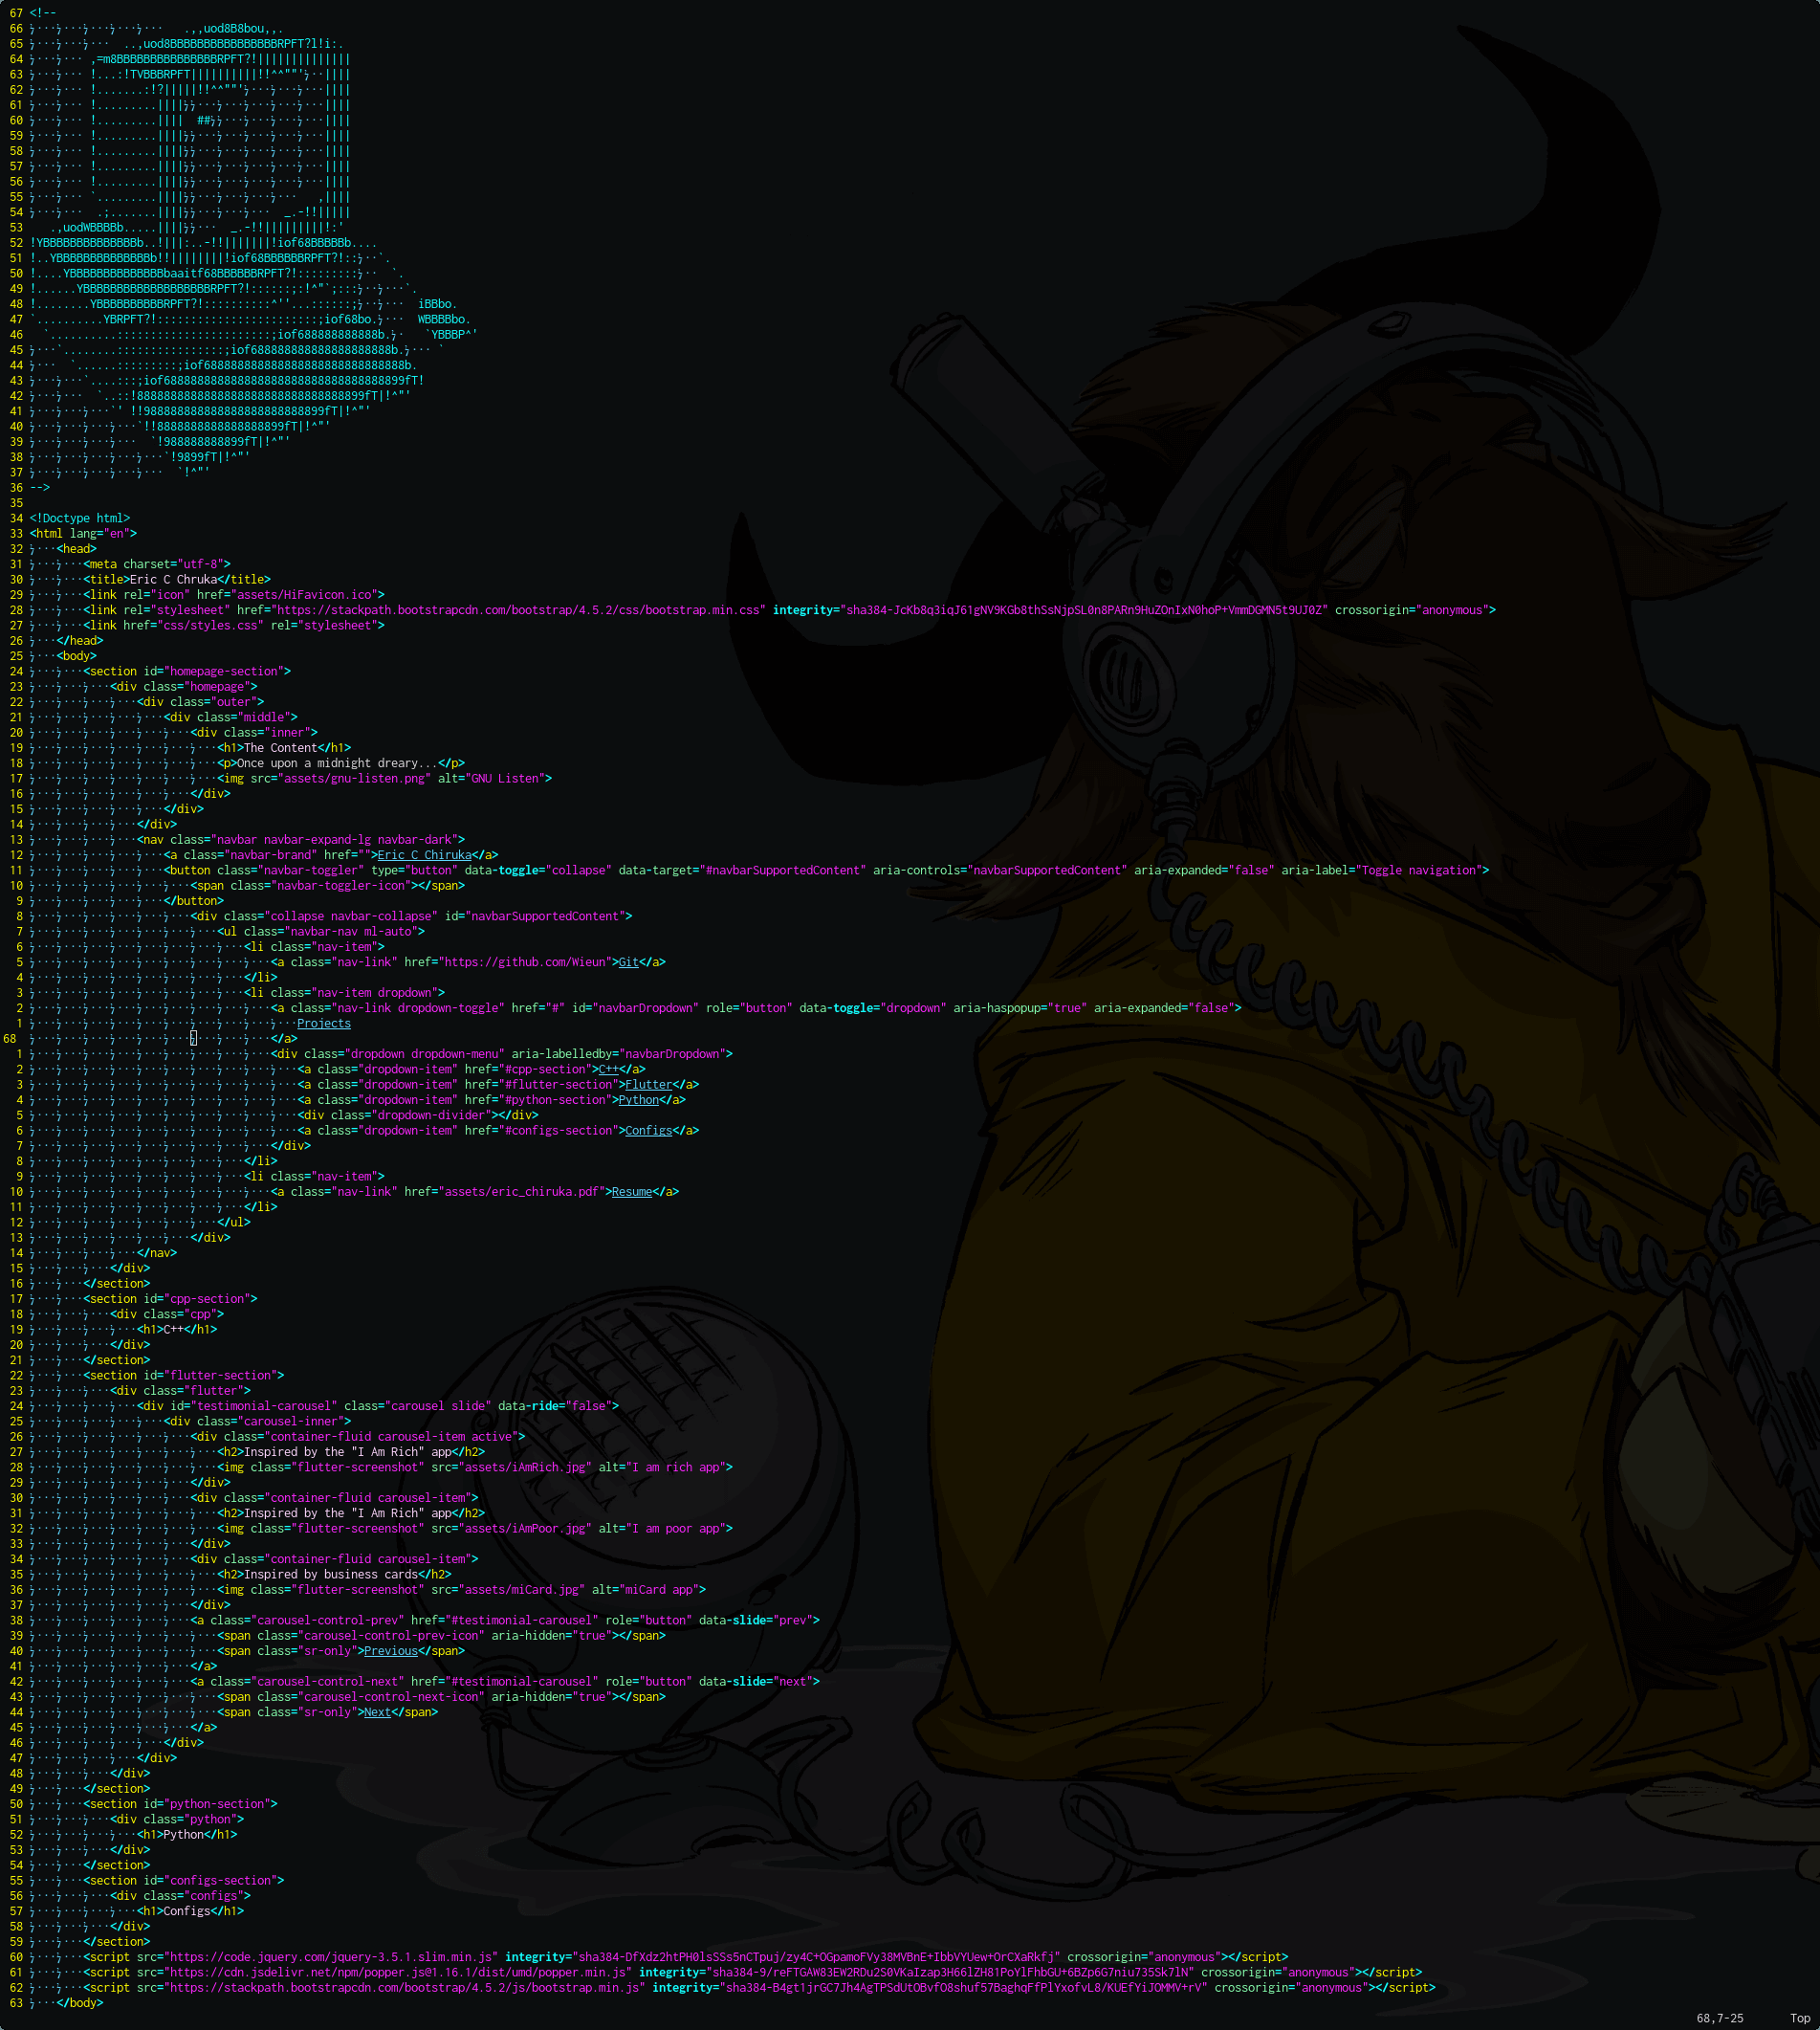 67 <!--
66 .,,uod8B8bou,,.
65 ..,uod8BBBBBBBBBBBBBBBBRPFT?l!i:.
64 ,=m8BBBBBBBBBBBBBBBRPFT?!||||||||||||||
63 !...:!TVBBBRPFT||||||||||!!^^""' ||||
62 !.......:!?|||||!!^^""' ||||
61 !.........|||| ||||
60 !.........|||| ## ||||
59 !.........|||| ||||
58 !.........|||| ||||
57 !.........|||| ||||
56 !.........|||| ||||
55 `.........|||| ,||||
54 .;.......|||| _.-!!|||||
53 .,uodWBBBBb.....|||| _.-!!|||||||||!:'
52 !YBBBBBBBBBBBBBBb..!|||:..-!!|||||||!iof68BBBBBb....
51 !..YBBBBBBBBBBBBBBb!!||||||||!iof68BBBBBBRPFT?!:: `.
50 !....YBBBBBBBBBBBBBBbaaitf68BBBBBBRPFT?!::::::::: `.
49 !......YBBBBBBBBBBBBBBBBBBBRPFT?!::::::;:!^"`;::: `.
48 !........YBBBBBBBBBBRPFT?!::::::::::^''...::::::; iBBbo.
47 `..........YBRPFT?!::::::::::::::::::::::::;iof68bo. WBBBBbo.
46 `..........:::::::::::::::::::::::;iof688888888888b. `YBBBP^'
45 `........::::::::::::::::;iof688888888888888888888b. `
44 `......:::::::::;iof688888888888888888888888888888b.
43 `....:::;iof688888888888888888888888888888888899fT!
42 `..::!8888888888888888888888888888888899fT|!^"'
41 `' !!988888888888888888888888899fT|!^"'
40 `!!8888888888888888899fT|!^"'
39 `!988888888899fT|!^"'
38 `!9899fT|!^"'
37 `!^"'
36 -->
35
34 <!Doctype html>
33 <html lang="en">
32 <head>
31 <meta charset="utf-8">
30 <title>Eric C Chruka</title>
29 <link rel="icon" href="assets/HiFavicon.ico">
28 <link rel="stylesheet" href="https://stackpath.bootstrapcdn.com/bootstrap/4.5.2/css/bootstrap.min.css" integrity="sha384-JcKb8q3iqJ61gNV9KGb8thSsNjpSL0n8PARn9HuZOnIxN0hoP+VmmDGMN5t9UJ0Z" crossorigin="anonymous">
27 <link href="css/styles.css" rel="stylesheet">
26 </head>
25 <body>
24 <section id="homepage-section">
23 <div class="homepage">
22 <div class="outer">
21 <div class="middle">
20 <div class="inner">
19 <h1>The Content</h1>
18 <p>Once upon a midnight dreary...</p>
17 <img src="assets/gnu-listen.png" alt="GNU Listen">
16 </div>
15 </div>
14 </div>
13 <nav class="navbar navbar-expand-lg navbar-dark">
12 <a class="navbar-brand" href="">Eric C Chiruka</a>
11 <button class="navbar-toggler" type="button" data-toggle="collapse" data-target="#navbarSupportedContent" aria-controls="navbarSupportedContent" aria-expanded="false" aria-label="Toggle navigation">
10 <span class="navbar-toggler-icon"></span>
9 </button>
8 <div class="collapse navbar-collapse" id="navbarSupportedContent">
7 <ul class="navbar-nav ml-auto">
6 <li class="nav-item">
5 <a class="nav-link" href="https://github.com/Wieun">Git</a>
4 </li>
3 <li class="nav-item dropdown">
2 <a class="nav-link dropdown-toggle" href="#" id="navbarDropdown" role="button" data-toggle="dropdown" aria-haspopup="true" aria-expanded="false">
1 Projects
68 </a>
1 <div class="dropdown dropdown-menu" aria-labelledby="navbarDropdown">
2 <a class="dropdown-item" href="#cpp-section">C++</a>
3 <a class="dropdown-item" href="#flutter-section">Flutter</a>
4 <a class="dropdown-item" href="#python-section">Python</a>
5 <div class="dropdown-divider"></div>
6 <a class="dropdown-item" href="#configs-section">Configs</a>
7 </div>
8 </li>
9 <li class="nav-item">
10 <a class="nav-link" href="assets/eric_chiruka.pdf">Resume</a>
11 </li>
12 </ul>
13 </div>
14 </nav>
15 </div>
16 </section>
17 <section id="cpp-section">
18 <div class="cpp">
19 <h1>C++</h1>
20 </div>
21 </section>
22 <section id="flutter-section">
23 <div class="flutter">
24 <div id="testimonial-carousel" class="carousel slide" data-ride="false">
25 <div class="carousel-inner">
26 <div class="container-fluid carousel-item active">
27 <h2>Inspired by the "I Am Rich" app</h2>
28 <img class="flutter-screenshot" src="assets/iAmRich.jpg" alt="I am rich app">
29 </div>
30 <div class="container-fluid carousel-item">
31 <h2>Inspired by the "I Am Rich" app</h2>
32 <img class="flutter-screenshot" src="assets/iAmPoor.jpg" alt="I am poor app">
33 </div>
34 <div class="container-fluid carousel-item">
35 <h2>Inspired by business cards</h2>
36 <img class="flutter-screenshot" src="assets/miCard.jpg" alt="miCard app">
37 </div>
38 <a class="carousel-control-prev" href="#testimonial-carousel" role="button" data-slide="prev">
39 <span class="carousel-control-prev-icon" aria-hidden="true"></span>
40 <span class="sr-only">Previous</span>
41 </a>
42 <a class="carousel-control-next" href="#testimonial-carousel" role="button" data-slide="next">
43 <span class="carousel-control-next-icon" aria-hidden="true"></span>
44 <span class="sr-only">Next</span>
45 </a>
46 </div>
47 </div>
48 </div>
49 </section>
50 <section id="python-section">
51 <div class="python">
52 <h1>Python</h1>
53 </div>
54 </section>
55 <section id="configs-section">
56 <div class="configs">
57 <h1>Configs</h1>
58 </div>
59 </section>
60 <script src="https://code.jquery.com/jquery-3.5.1.slim.min.js" integrity="sha384-DfXdz2htPH0lsSSs5nCTpuj/zy4C+OGpamoFVy38MVBnE+IbbVYUew+OrCXaRkfj" crossorigin="anonymous"></script>
61 <script src="https://cdn.jsdelivr.net/npm/popper.js@1.16.1/dist/umd/popper.min.js" integrity="sha384-9/reFTGAW83EW2RDu2S0VKaIzap3H66lZH81PoYlFhbGU+6BZp6G7niu735Sk7lN" crossorigin="anonymous"></script>
62 <script src="https://stackpath.bootstrapcdn.com/bootstrap/4.5.2/js/bootstrap.min.js" integrity="sha384-B4gt1jrGC7Jh4AgTPSdUtOBvfO8shuf57BaghqFfPlYxofvL8/KUEfYiJOMMV+rV" crossorigin="anonymous"></script>
63 </body>
68,7-25 Top